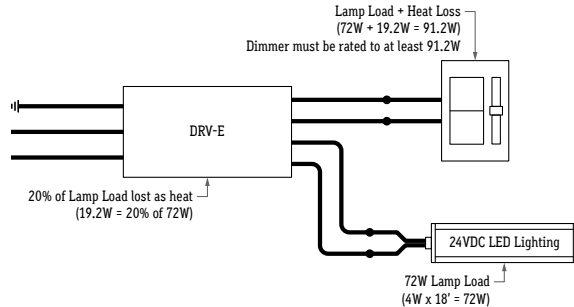 Lamp Load + Heat Loss
(72W + 19.2W = 91.2W)
Dimmer must be rated to at least 91.2W
DRV-E
20% of Lamp Load lost as heat
(19.2W = 20% of 72W)
24VDC LED Lighting
72W Lamp Load
(4W x 18' = 72W)